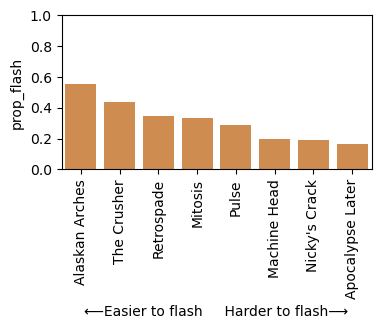 1.0
0.8
0.6
0.4
0.2
0.0
prop_flash
Alaskan Arches
The Crusher
Retrospade
Mitosis
Pulse
Machine Head
Nicky's Crack
Apocalypse Later
⟵Easier to flash     Harder to flash⟶